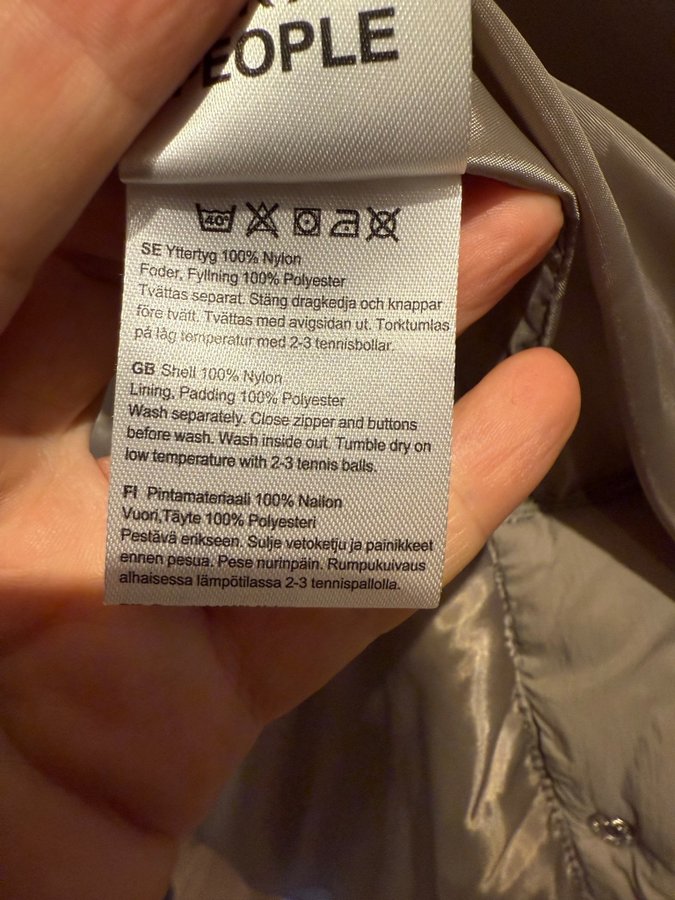 EOPLE
40°
SE Yttertyg 100% Nylon
Foder, Fyllning 100% Polyester
Tvättas separat. Stäng dragkedja och knappar
före tvätt. Tvättas med avigsidan ut. Torktumlas
på låg temperatur med 2-3 tennisbollar.
GB Shell 100% Nylon
Lining, Padding 100% Polyester
Wash separately. Close zipper and buttons
before wash. Wash inside out. Tumble dry on
low temperature with 2-3 tennis balls.
FI Pintamateriaali 100% Nailon
Vuori,Täyte 100% Polyesteri
Pestävä erikseen. Sulje vetoketju ja painikkeet
ennen pesua. Pese nurinpäin. Rumpukuivaus
alhaisessa lämpötilassa 2-3 tennispallolla.